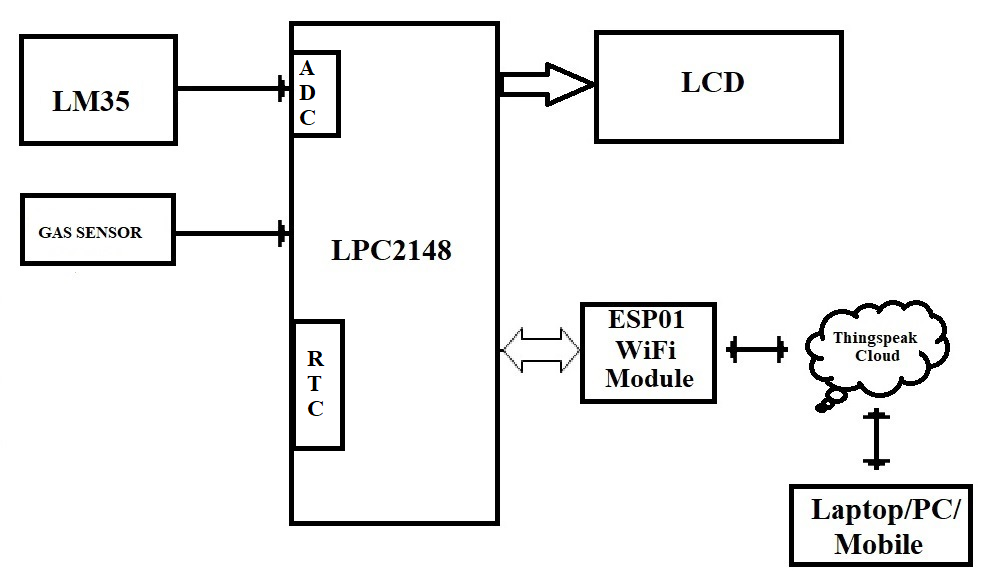 LM35
A
D
C
LCD
GAS SENSOR
LPC2148
R
T
C
ESP01
WiFi
Module
Thingspeak
Cloud
Laptop/PC/
Mobile